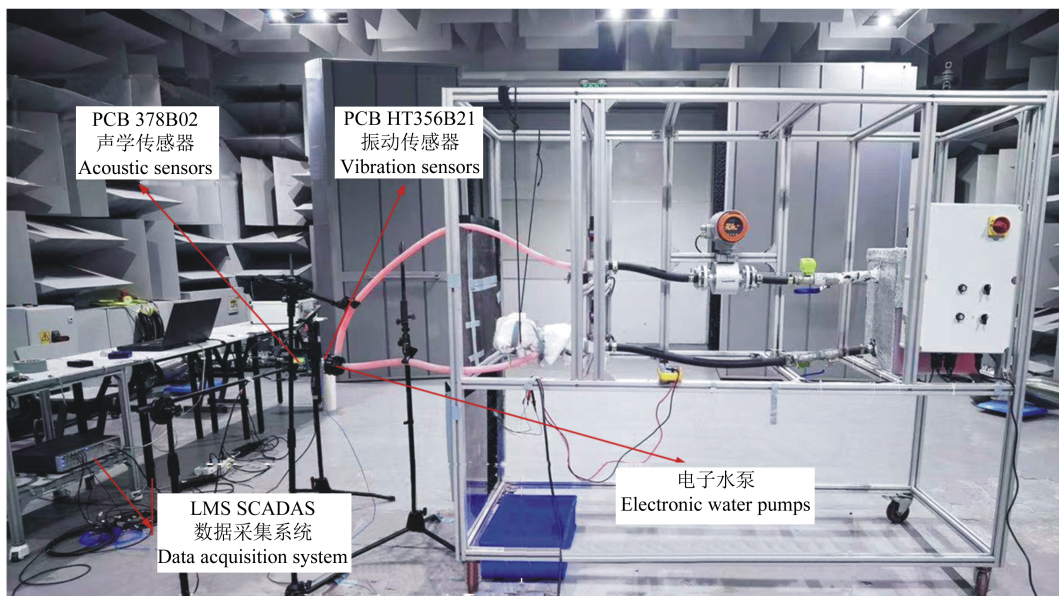 PCB 378B02
声学传感器
Acoustic sensors
PCB HT356B21
振动传感器
Vibration sensors
电子水泵
Electronic water pumps
LMS SCADAS
数据采集系统
Data acquisition system